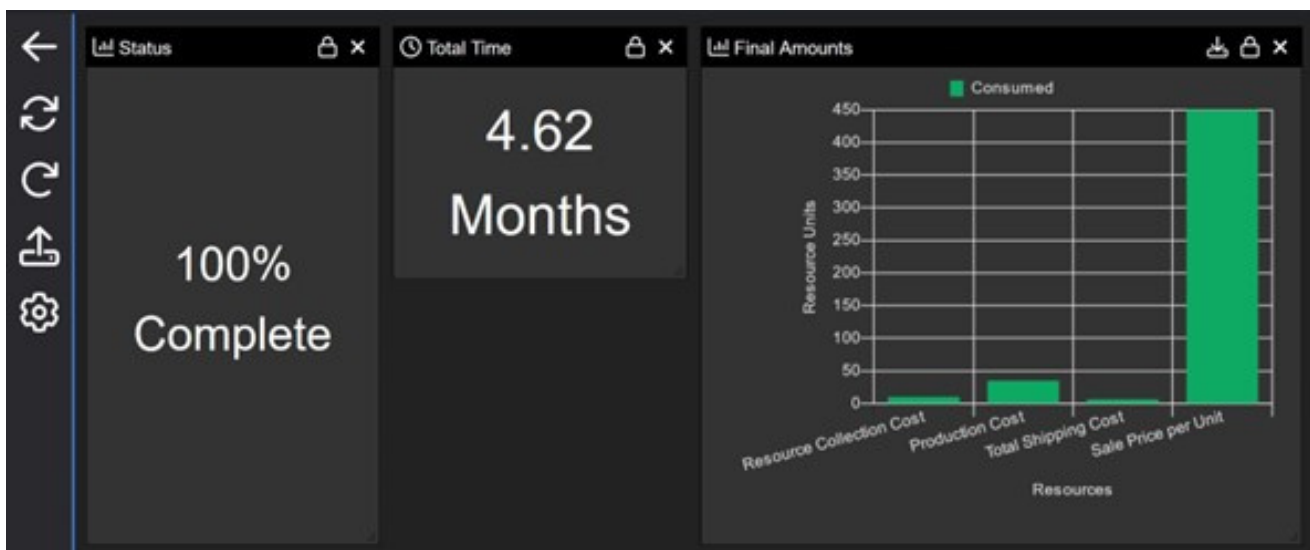 Status
100%
Complete
Total Time
4.62
Months
Final Amounts
Consumed
Resource Units
450
400
350
300
250
200
150
100
50
0
Resource Collection Cost
Production Cost
Total Shipping Cost
Sale Price per Unit
Resources